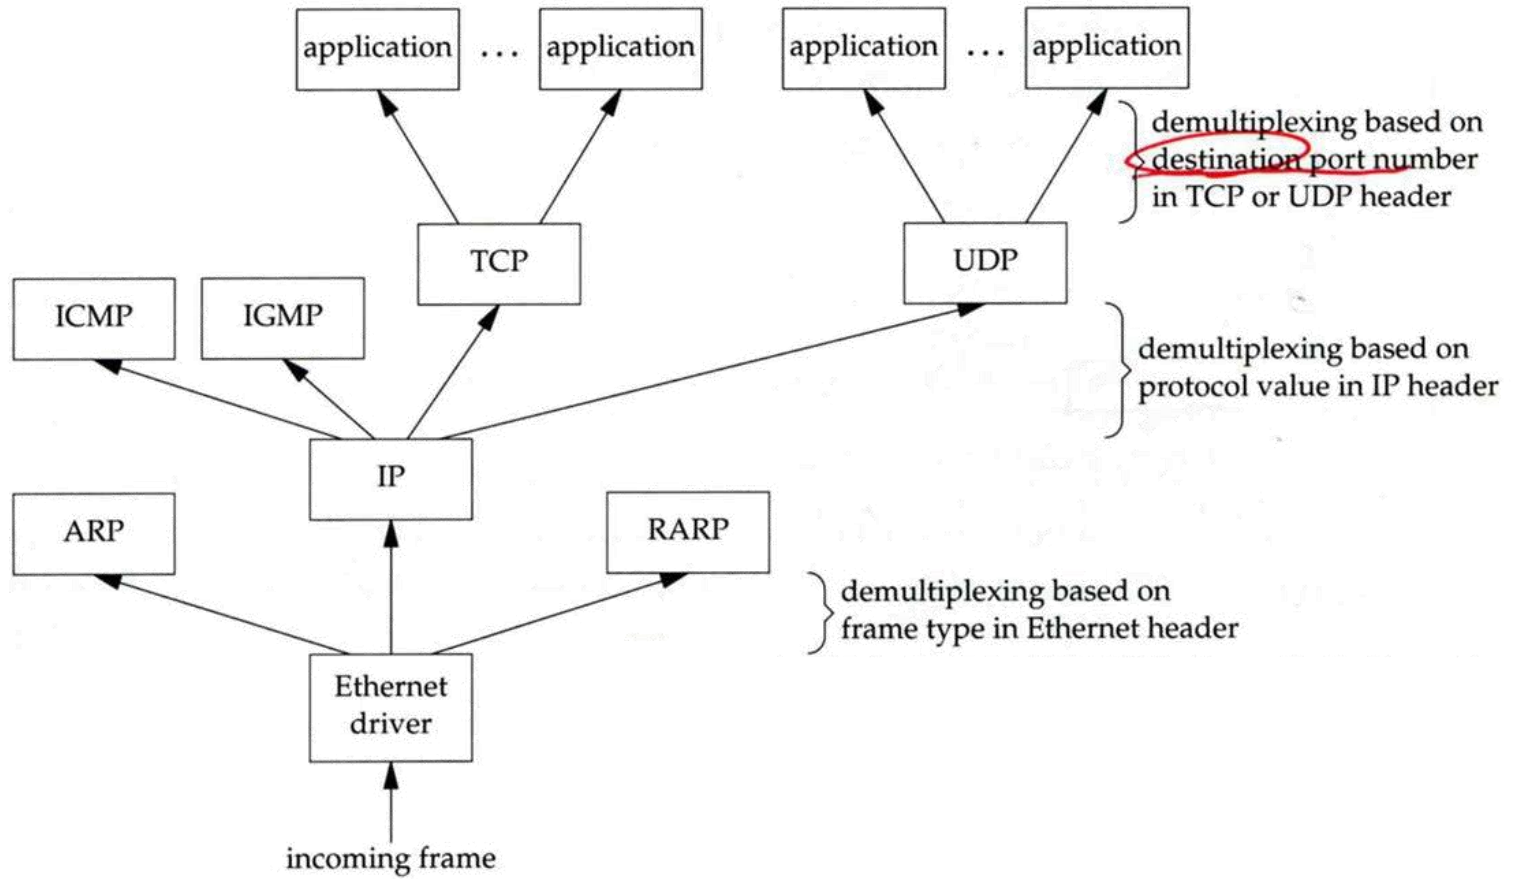 application ... application application ... application
demultiplexing based on
destination port number
in TCP or UDP header
TCP UDP
ICMP IGMP
demultiplexing based on
protocol value in IP header
IP
ARP RARP
demultiplexing based on
frame type in Ethernet header
Ethernet
driver
incoming frame